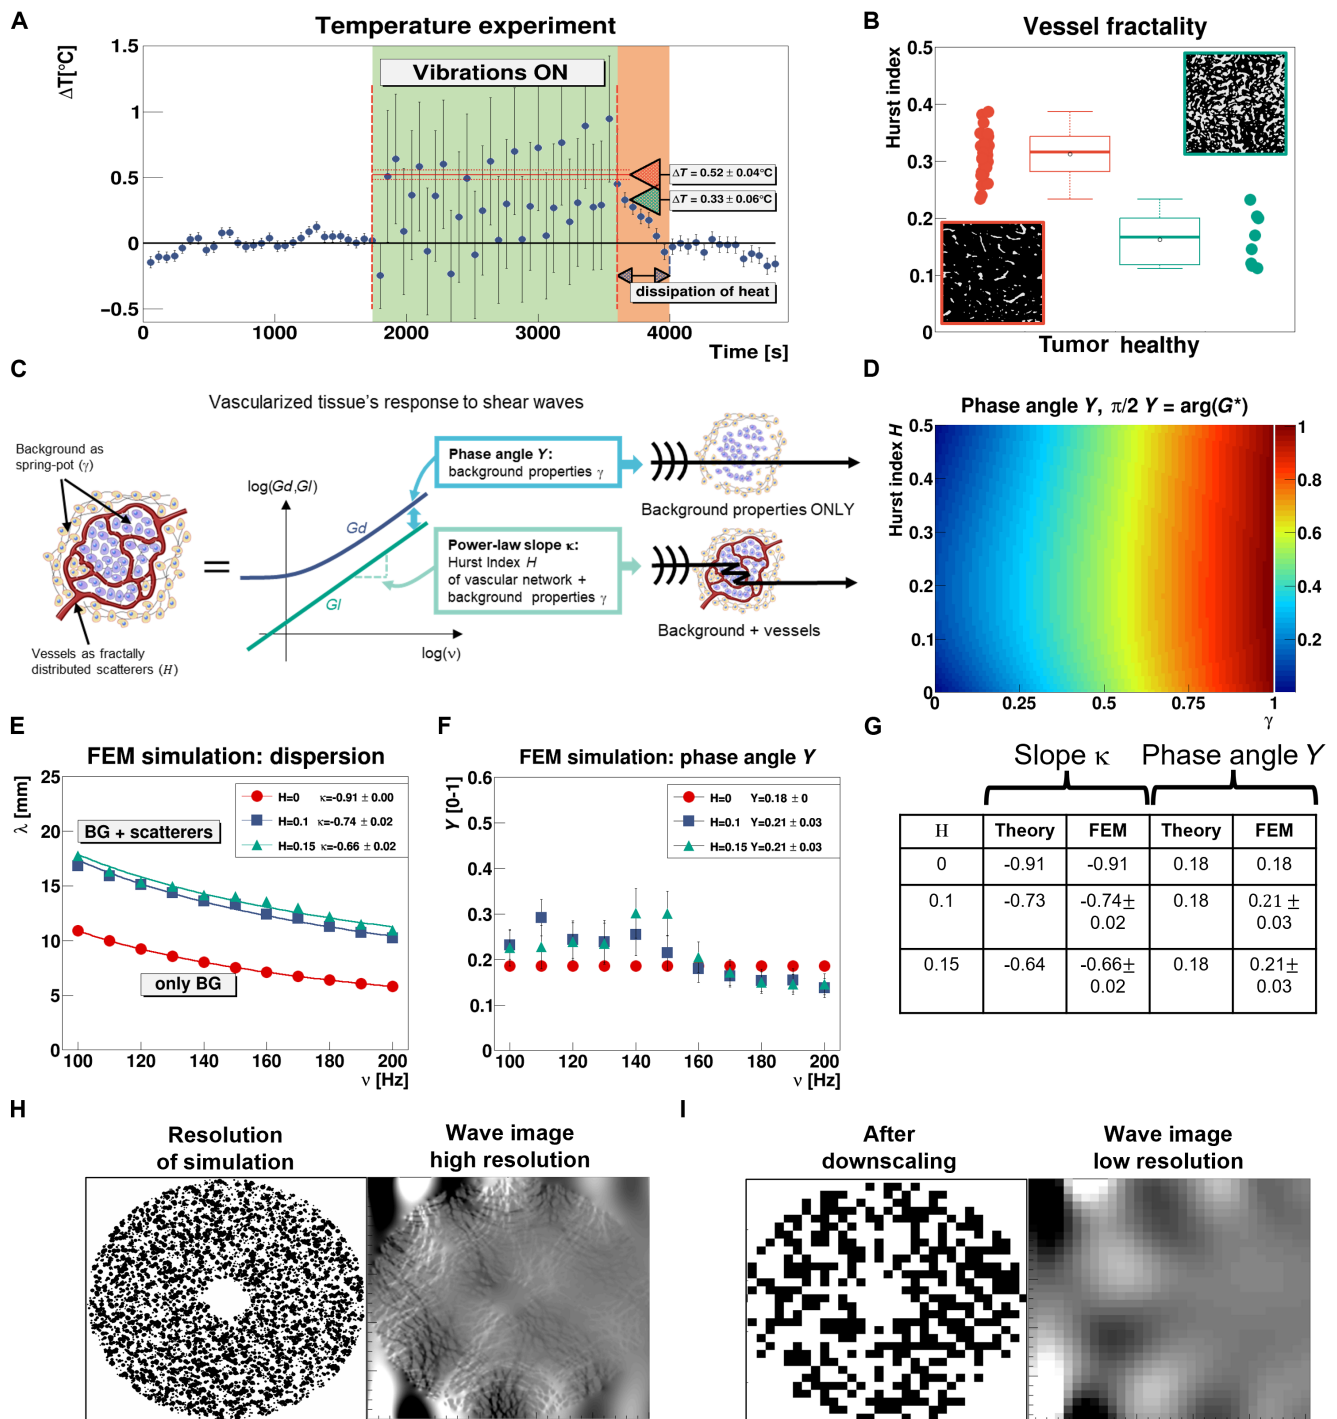 A
Temperature experiment
ΔT[°C]
1.5
1
0.5
0
−0.5
Vibrations ON
ΔT = 0.52 ± 0.04°C
ΔT = 0.33 ± 0.06°C
dissipation of heat
0
1000
2000
3000
4000
Time [s]
B
Vessel fractality
Hurst index
0.5
0.4
0.3
0.2
0.1
0
Tumor healthy
C
Vascularized tissue's response to shear waves
Background as
spring-pot (γ)
Vessels as fractally
distributed scatterers (H)
=
log(Gd,Gl)
Gd
Gl
log(ν)
Phase angle Y:
background properties γ
Power-law slope κ:
Hurst Index H
of vascular network +
background properties γ
Background properties ONLY
Background + vessels
D
Phase angle Y, π/2 Y = arg(G*)
Hurst index H
0.5
0.4
0.3
0.2
0.1
0
0
0.25
0.5
0.75
1
γ
1
0.8
0.6
0.4
0.2
E
FEM simulation: dispersion
λ [mm]
25
20
15
10
5
0
H=0 κ=-0.91 ± 0.00
H=0.1 κ=-0.74 ± 0.02
H=0.15 κ=-0.66 ± 0.02
BG + scatterers
only BG
100
120
140
160
180
200
ν [Hz]
F
FEM simulation: phase angle Y
Y [0-1]
0.6
0.5
0.4
0.3
0.2
0.1
0
H=0 Y=0.18 ± 0
H=0.1 Y=0.21 ± 0.03
H=0.15 Y=0.21 ± 0.03
100
120
140
160
180
200
ν [Hz]
G
Slope κ Phase angle Y
H Theory FEM Theory FEM
0 -0.91 -0.91 0.18 0.18
0.1 -0.73 -0.74± 0.18 0.21 ±
0.02 0.03
0.15 -0.64 -0.66± 0.18 0.21±
0.02 0.03
H
Resolution
of simulation
Wave image
high resolution
I
After
downscaling
Wave image
low resolution